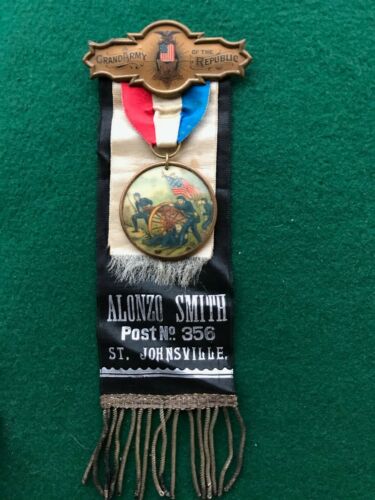 GRAND ARMY OF THE REPUBLIC
ALONZO SMITH
Post No. 356
ST. JOHNSVILLE.